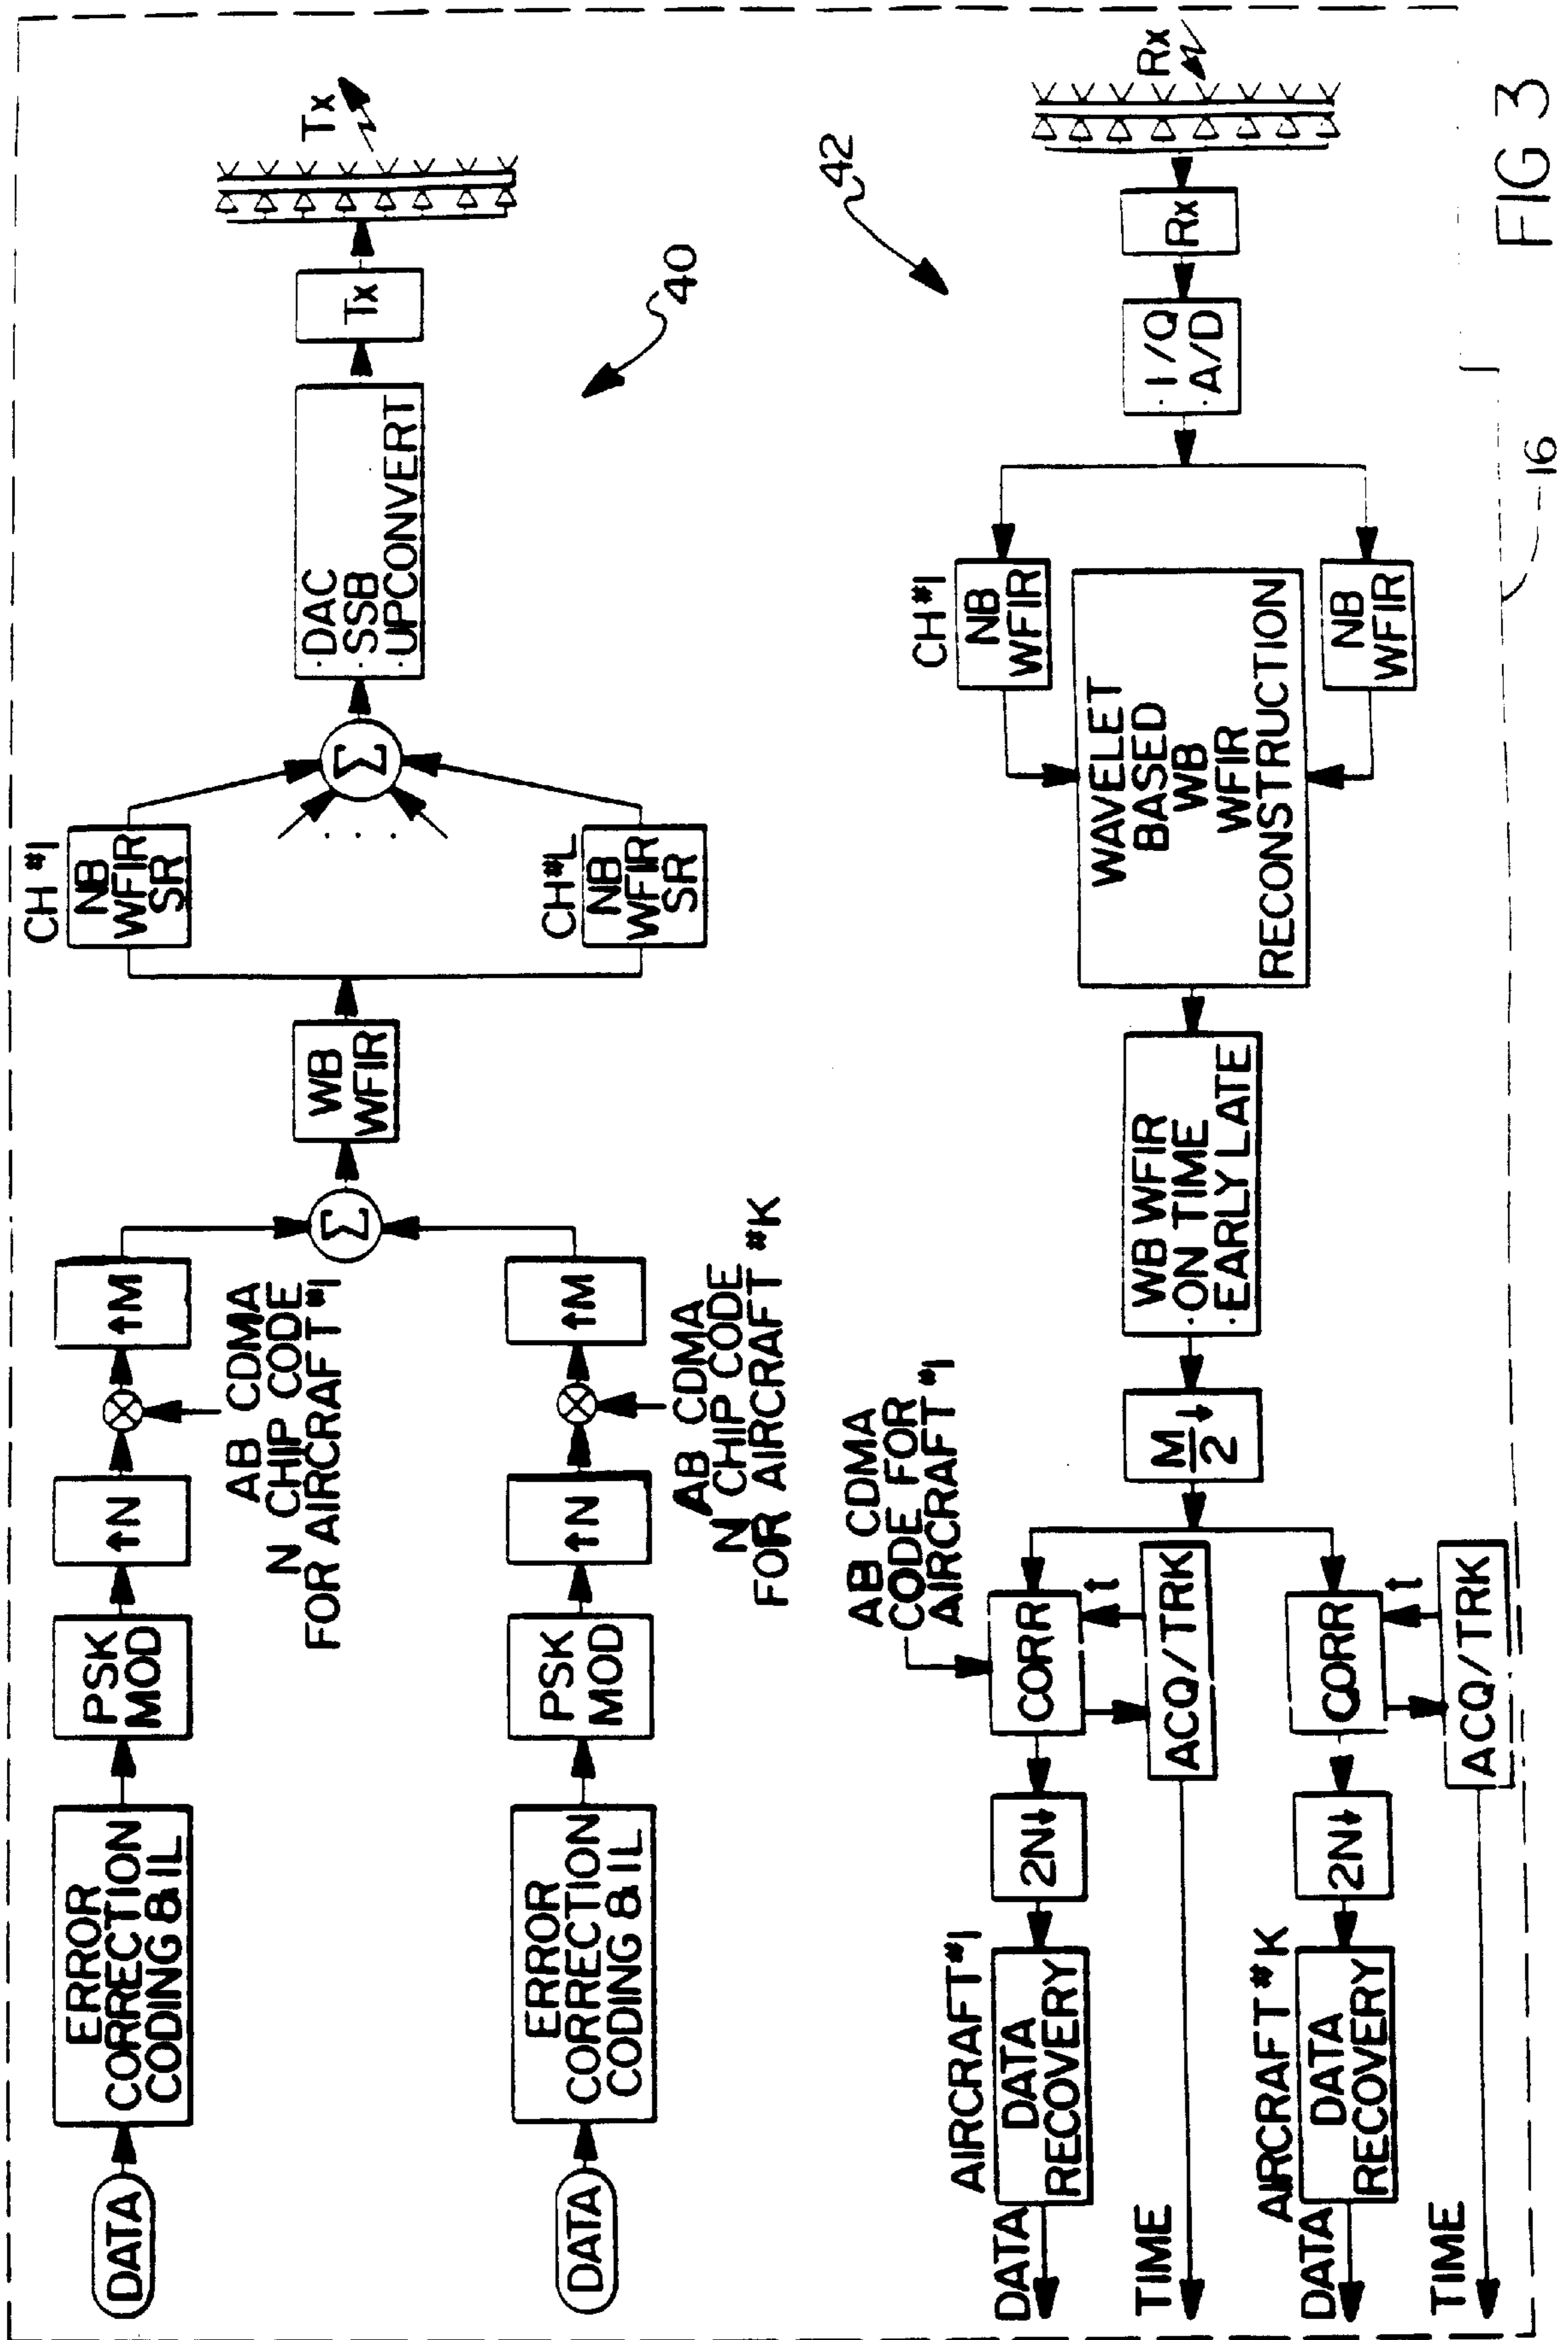 DATA
ERROR
CORRECTION
CODING & IL
PSK
MOD
↑N
AB CDMA
N CHIP CODE
FOR AIRCRAFT #1
↑M
DATA
ERROR
CORRECTION
CODING & IL
PSK
MOD
↑N
AB CDMA
N CHIP CODE
FOR AIRCRAFT #K
↑M
Σ
WB
WFIR
CH #1
NB
WFIR
SR
CH #L
NB
WFIR
SR
Σ
. DAC
. SSB
. UPCONVERT
Tx
Tx
40
42
Rx
Rx
. I/Q
. A/D
CH #1
NB
WFIR
NB
WFIR
WAVELET
BASED
WB
WFIR
RECONSTRUCTION
WB WFIR
. ON TIME
. EARLY LATE
M/2 ↓
AB CDMA
CODE FOR
AIRCRAFT #1
CORR
t
ACQ/TRK
2N↓
AIRCRAFT #1
DATA
RECOVERY
DATA
TIME
CORR
t
ACQ/TRK
2N↓
AIRCRAFT #K
DATA
RECOVERY
DATA
TIME
16
FIG 3